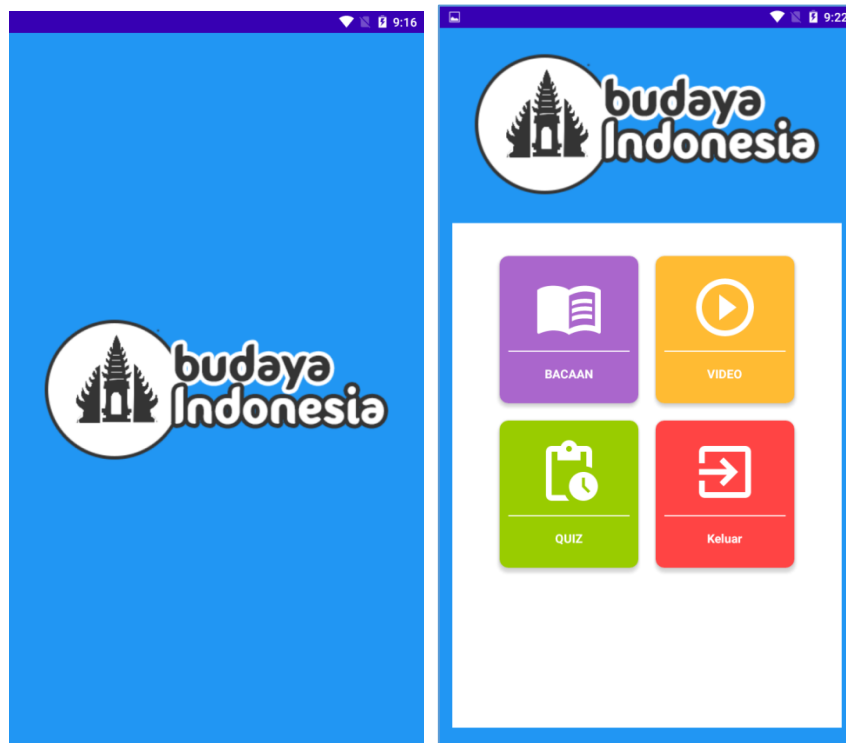 9:16
budaya
Indonesia
9:22
budaya
Indonesia
BACAAN
VIDEO
QUIZ
Keluar